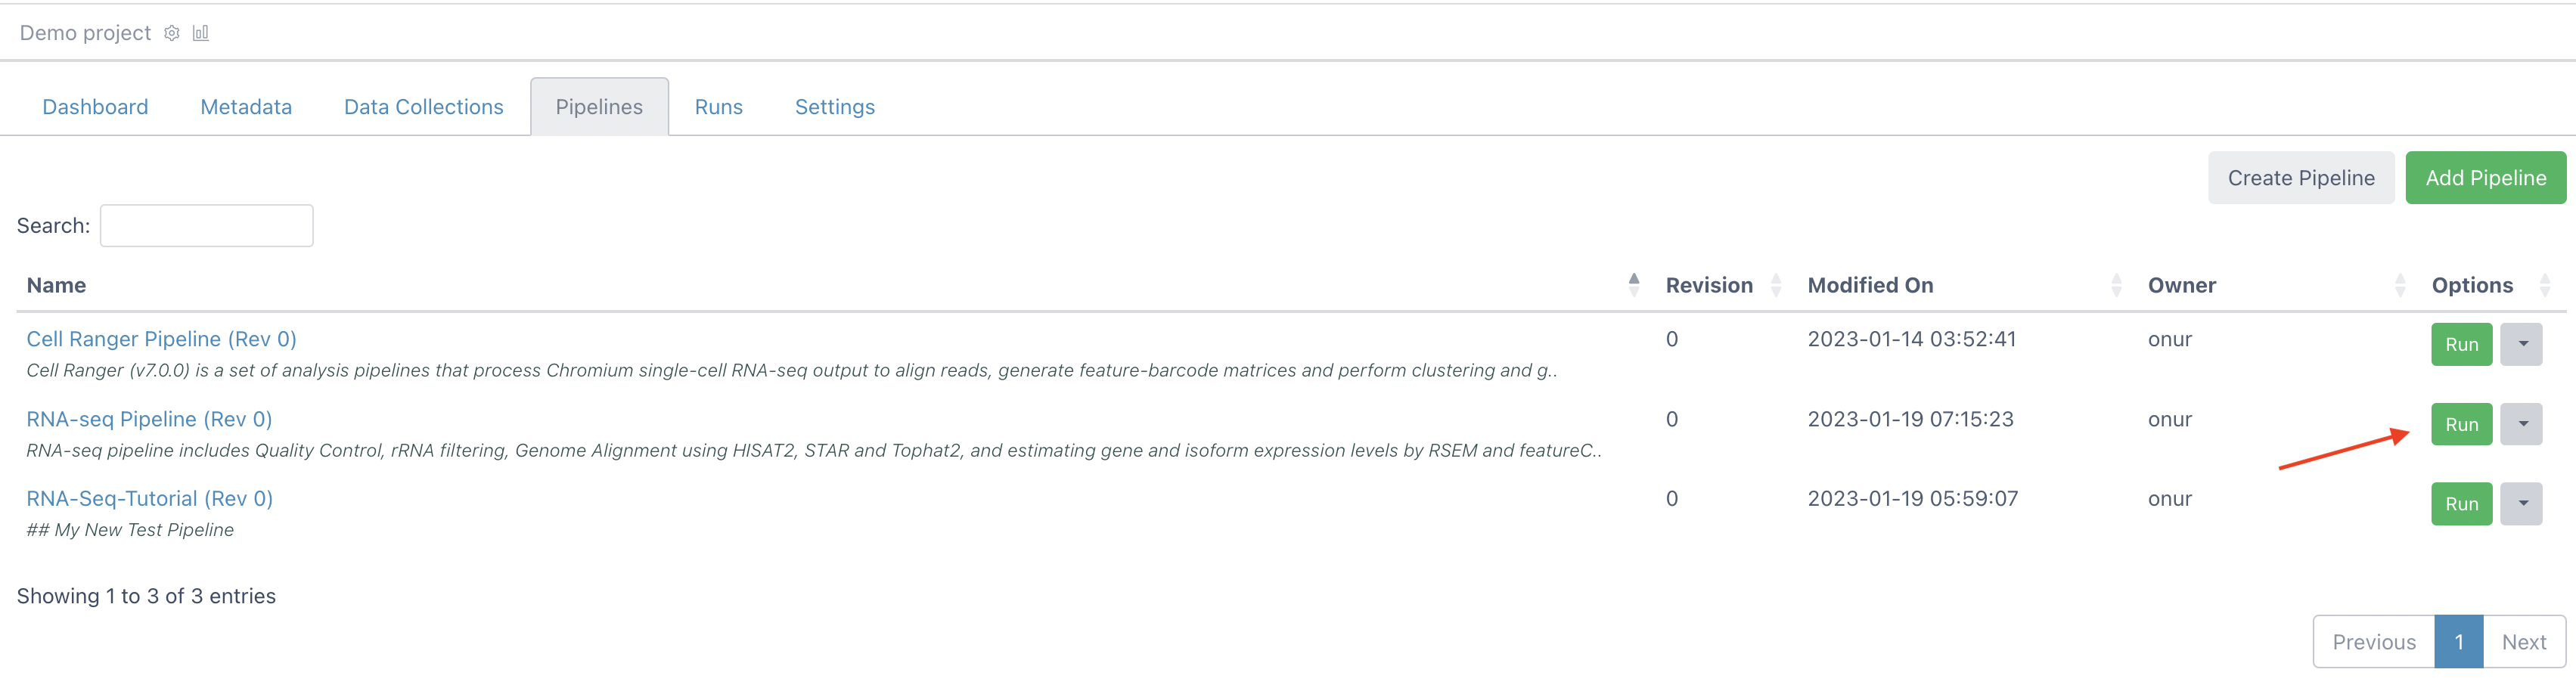 Demo project
Dashboard Metadata Data Collections Pipelines Runs Settings
Create Pipeline Add Pipeline
Search:
Name Revision Modified On Owner Options
Cell Ranger Pipeline (Rev 0) 0 2023-01-14 03:52:41 onur Run
Cell Ranger (v7.0.0) is a set of analysis pipelines that process Chromium single-cell RNA-seq output to align reads, generate feature-barcode matrices and perform clustering and g..
RNA-seq Pipeline (Rev 0) 0 2023-01-19 07:15:23 onur Run
RNA-seq pipeline includes Quality Control, rRNA filtering, Genome Alignment using HISAT2, STAR and Tophat2, and estimating gene and isoform expression levels by RSEM and featureC..
RNA-Seq-Tutorial (Rev 0) 0 2023-01-19 05:59:07 onur Run
## My New Test Pipeline
Showing 1 to 3 of 3 entries
Previous 1 Next